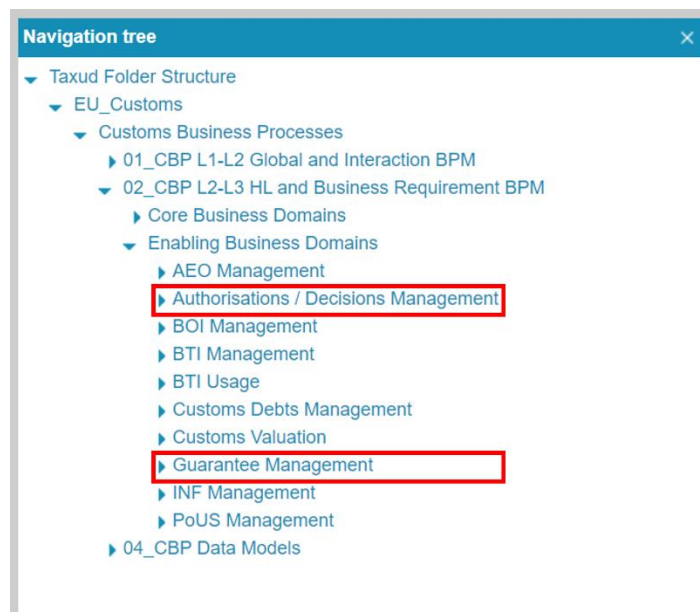 Navigation tree
Taxud Folder Structure
EU_Customs
Customs Business Processes
01_CBP L1-L2 Global and Interaction BPM
02_CBP L2-L3 HL and Business Requirement BPM
Core Business Domains
Enabling Business Domains
AEO Management
Authorisations / Decisions Management
BOI Management
BTI Management
BTI Usage
Customs Debts Management
Customs Valuation
Guarantee Management
INF Management
PoUS Management
04_CBP Data Models